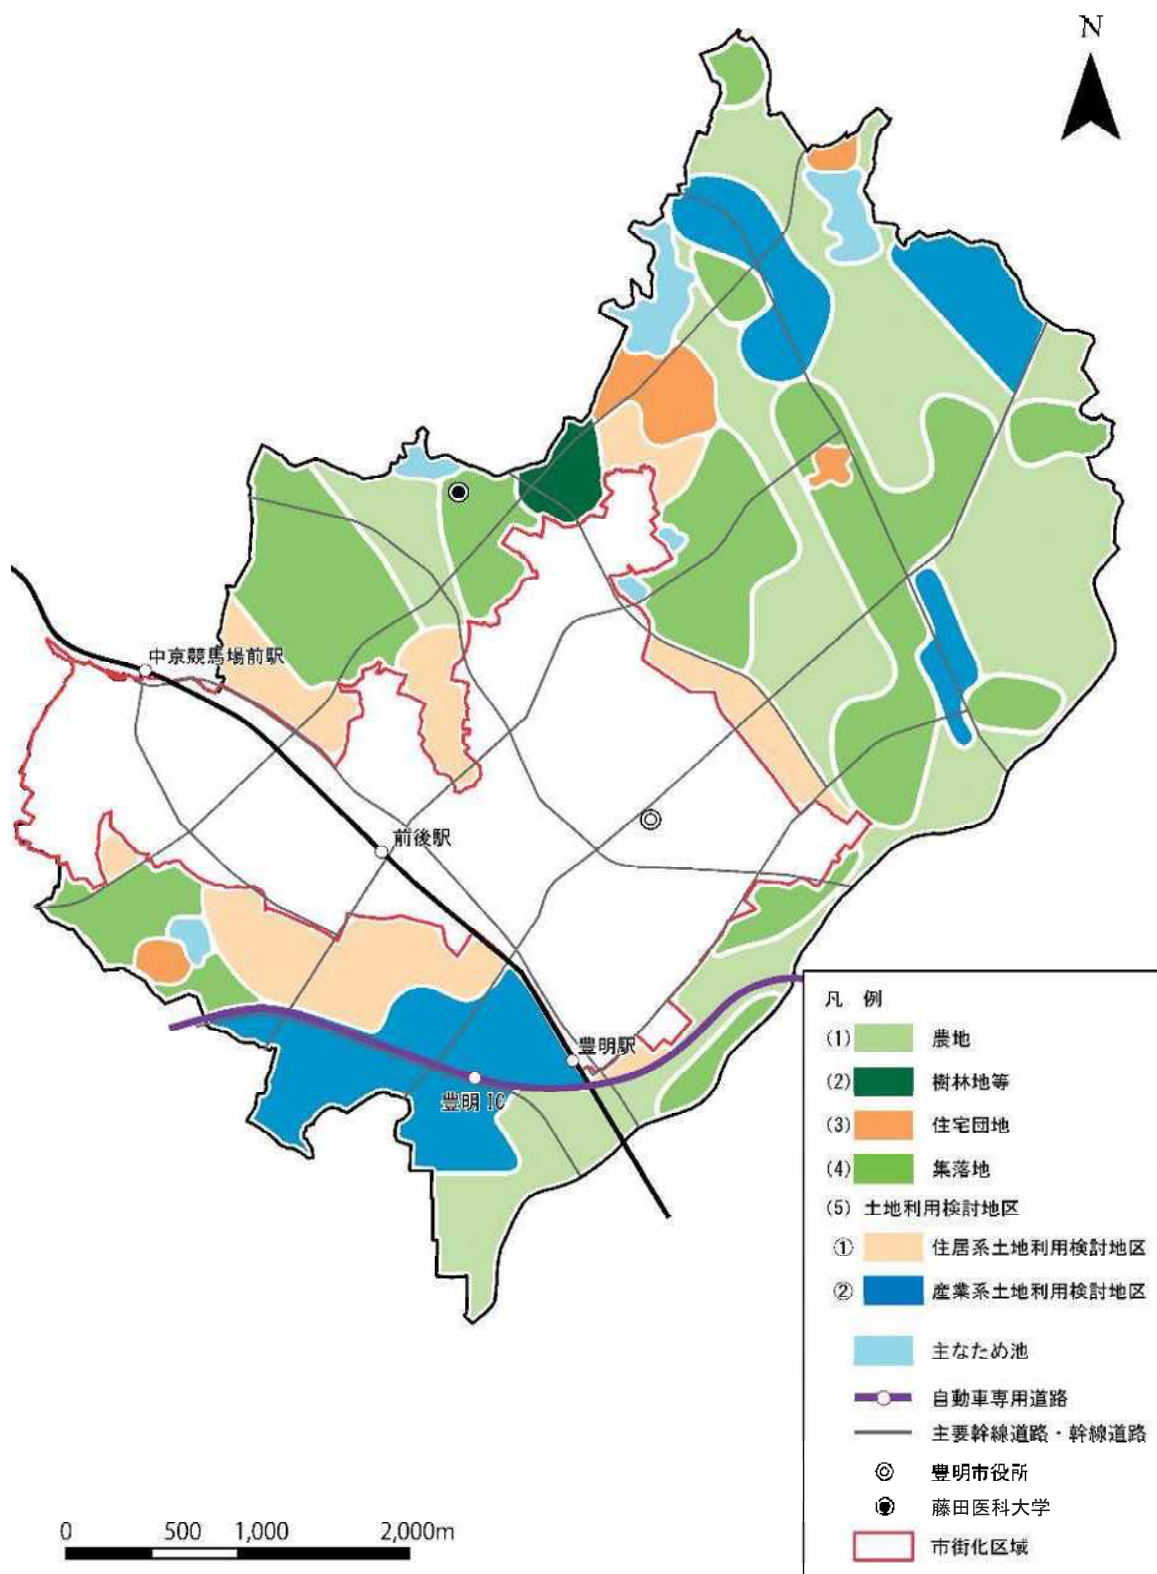 N
中京競馬場前駅
前後駅
豊明駅
豊明 IC
凡 例
(1) 農地
(2) 樹林地等
(3) 住宅団地
(4) 集落地
(5) 土地利用検討地区
① 住居系土地利用検討地区
② 産業系土地利用検討地区
主なため池
自動車専用道路
主要幹線道路・幹線道路
豊明市役所
藤田医科大学
市街化区域
0 500 1,000 2,000m